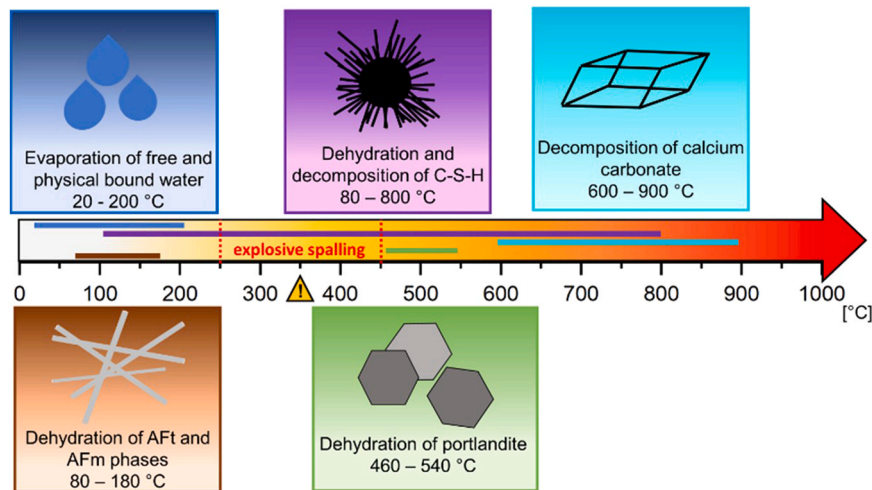 Evaporation of free and
physical bound water
20 - 200 °C
Dehydration and
decomposition of C-S-H
80 – 800 °C
Decomposition of calcium
carbonate
600 – 900 °C
explosive spalling
0 100 200 300 ! 400 500 600 700 800 900 1000
[°C]
Dehydration of AFt and
AFm phases
80 – 180 °C
Dehydration of portlandite
460 – 540 °C